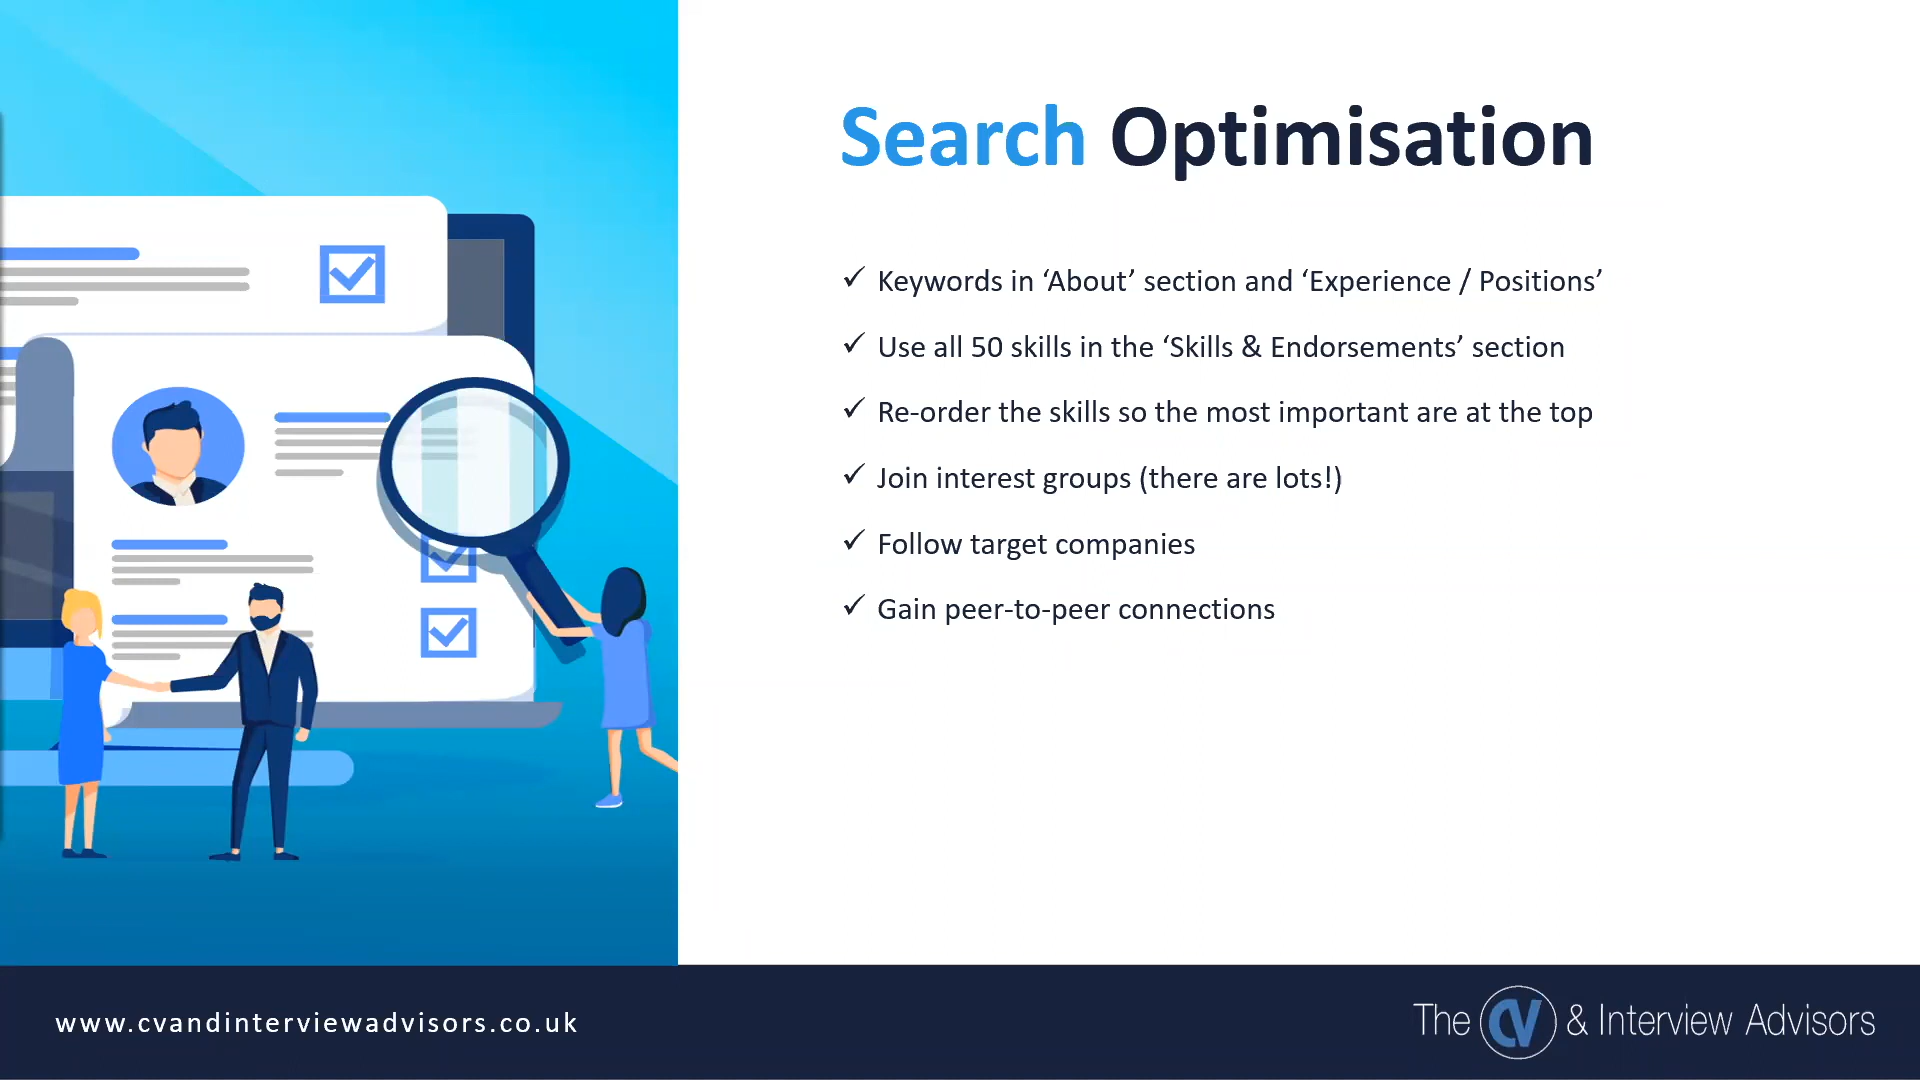 Search Optimisation
✓ Keywords in ‘About’ section and ‘Experience / Positions’
✓ Use all 50 skills in the ‘Skills & Endorsements’ section
✓ Re-order the skills so the most important are at the top
✓ Join interest groups (there are lots!)
✓ Follow target companies
✓ Gain peer-to-peer connections
www.cvandinterviewadvisors.co.uk
The CV & Interview Advisors